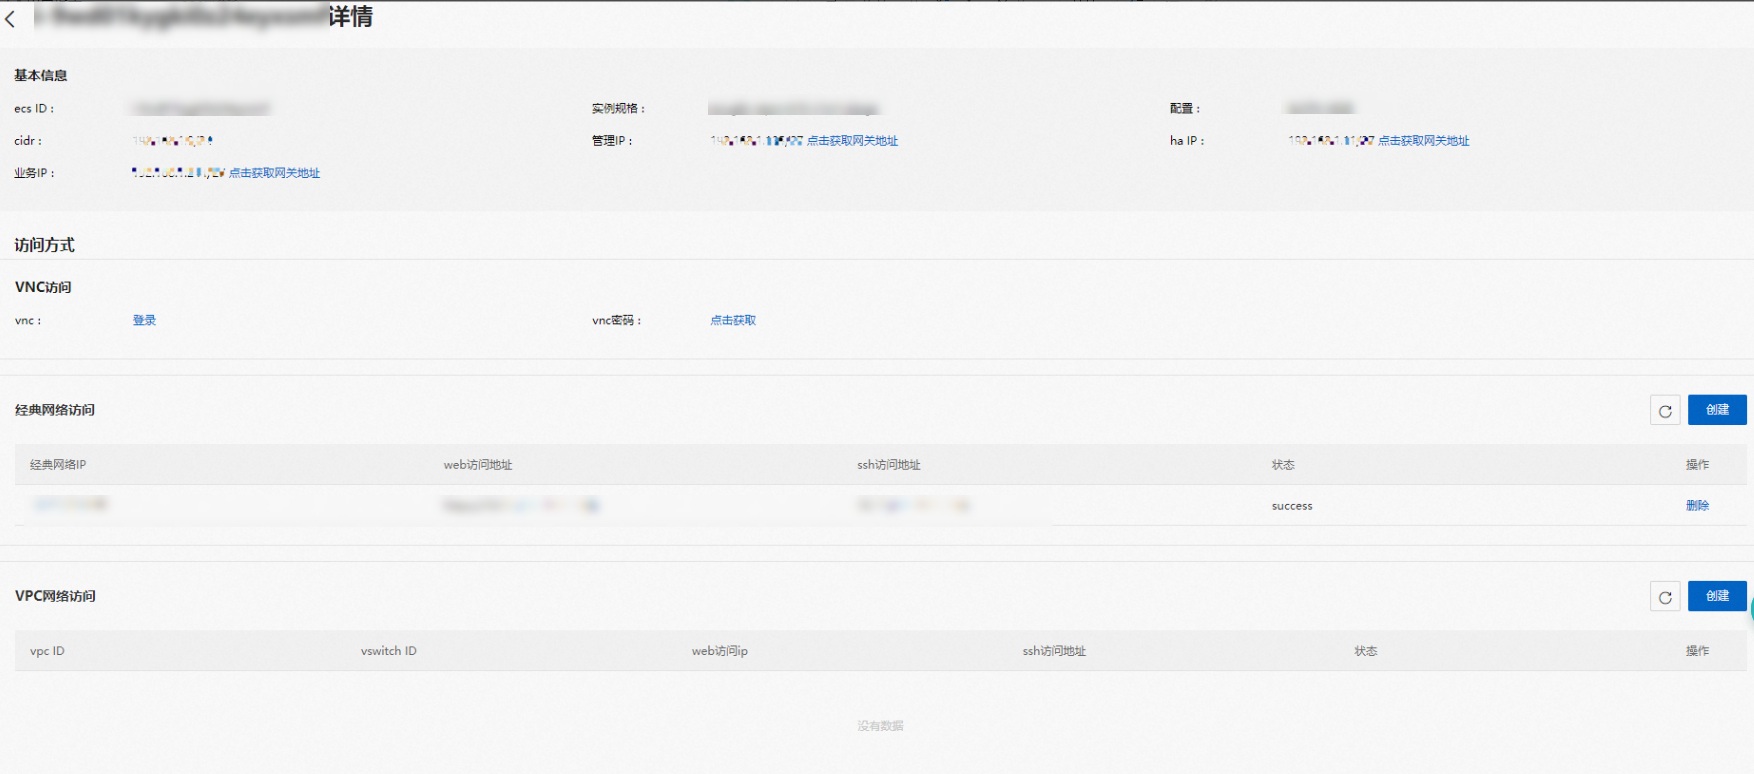 详情
基本信息
ecs ID :
实例规格 :
配置 :
cidr :
管理IP : 点击获取网关地址
ha IP : 点击获取网关地址
业务IP : 点击获取网关地址
访问方式
VNC访问
vnc : 登录
vnc密码 : 点击获取
经典网络访问
创建
经典网络IP web访问地址 ssh访问地址 状态 操作
success 删除
VPC网络访问
创建
vpc ID vswitch ID web访问ip ssh访问地址 状态 操作
没有数据